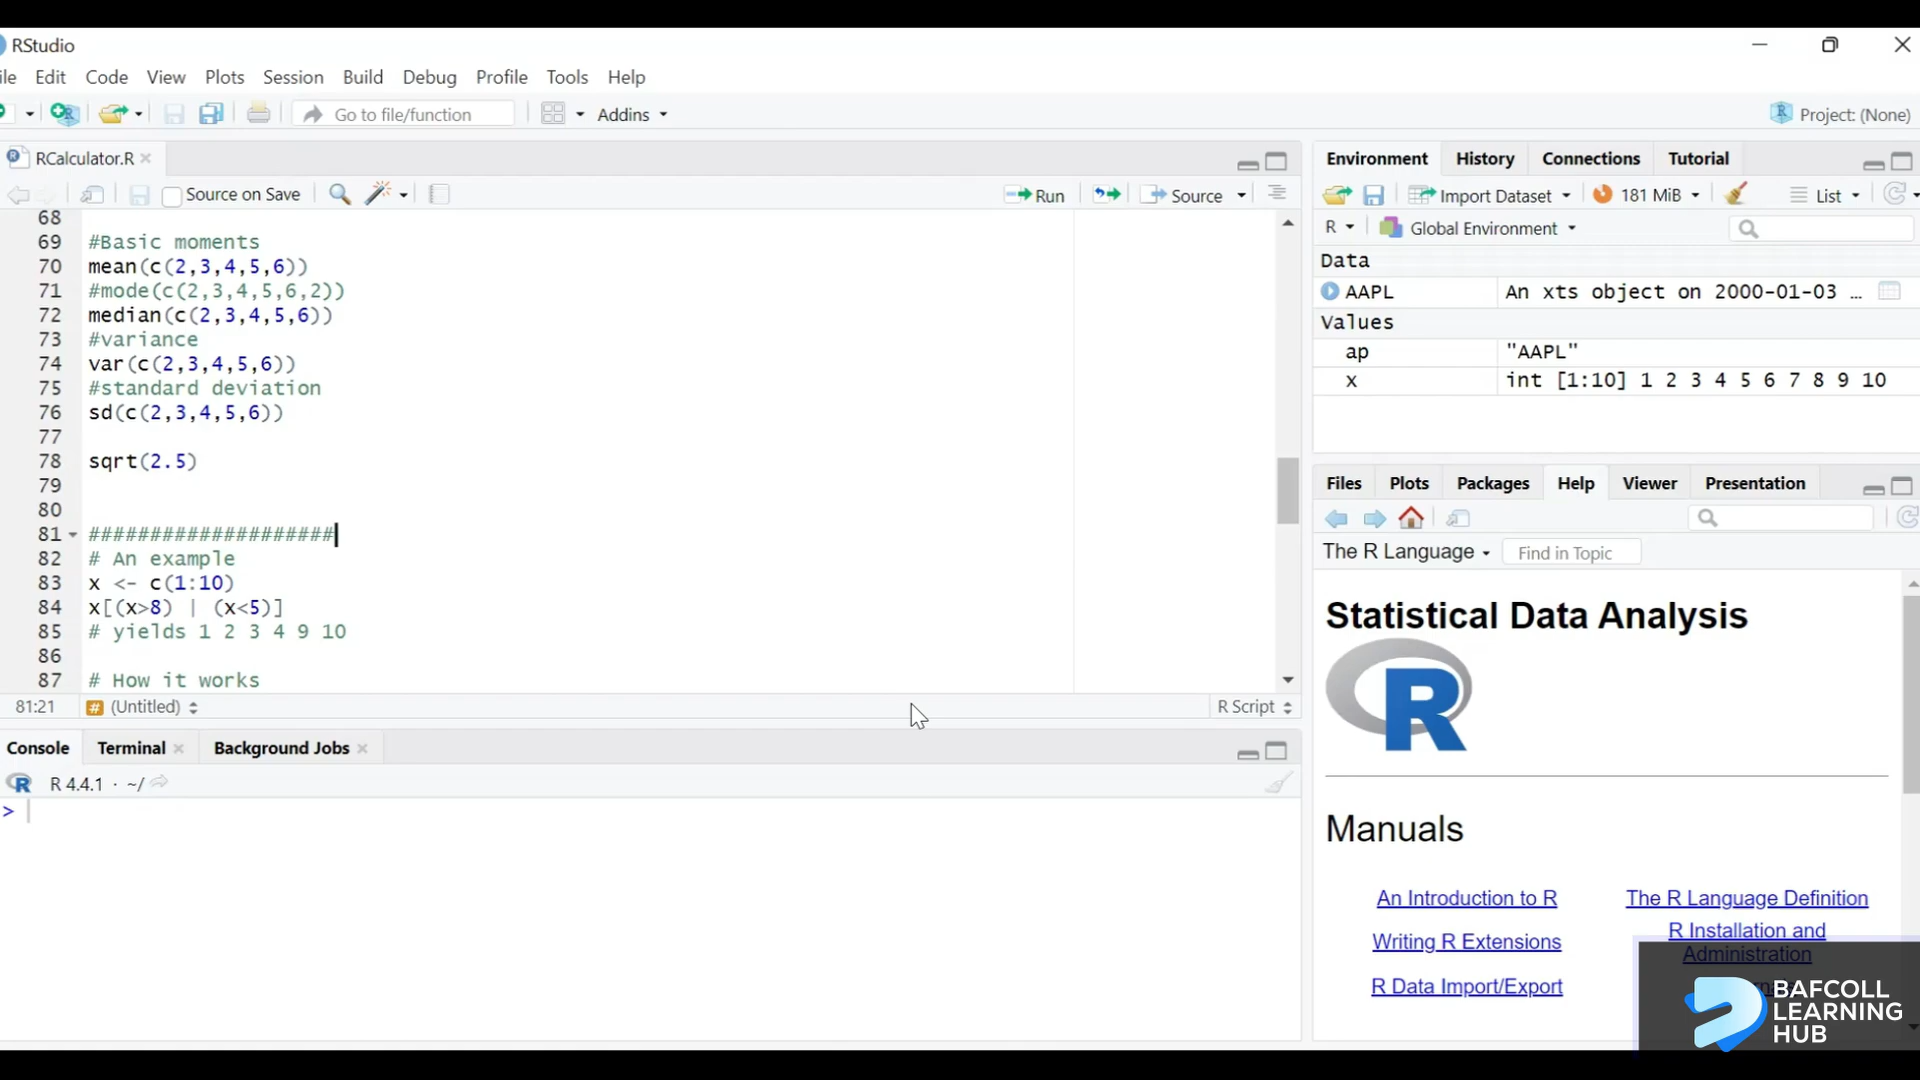 RStudio
ile Edit Code View Plots Session Build Debug Profile Tools Help
Go to file/function Addins Project: (None)
RCalculator.R
Source on Save Run Source
68
69 #Basic moments
70 mean(c(2,3,4,5,6))
71 #mode(c(2,3,4,5,6,2))
72 median(c(2,3,4,5,6))
73 #variance
74 var(c(2,3,4,5,6))
75 #standard deviation
76 sd(c(2,3,4,5,6))
77
78 sqrt(2.5)
79
80
81 ####################
82 # An example
83 x <- c(1:10)
84 x[(x>8) | (x<5)]
85 # yields 1 2 3 4 9 10
86
87 # How it works
81:21 # (Untitled) R Script
Console Terminal Background Jobs
R 4.4.1 · ~/
>
Environment History Connections Tutorial
Import Dataset 181 MiB List
R Global Environment
Data
AAPL An xts object on 2000-01-03 …
Values
ap "AAPL"
x int [1:10] 1 2 3 4 5 6 7 8 9 10
Files Plots Packages Help Viewer Presentation
The R Language Find in Topic
Statistical Data Analysis
R
Manuals
An Introduction to R The R Language Definition
Writing R Extensions R Installation and
Administration
R Data Import/Export
BAFCOLL
LEARNING
HUB